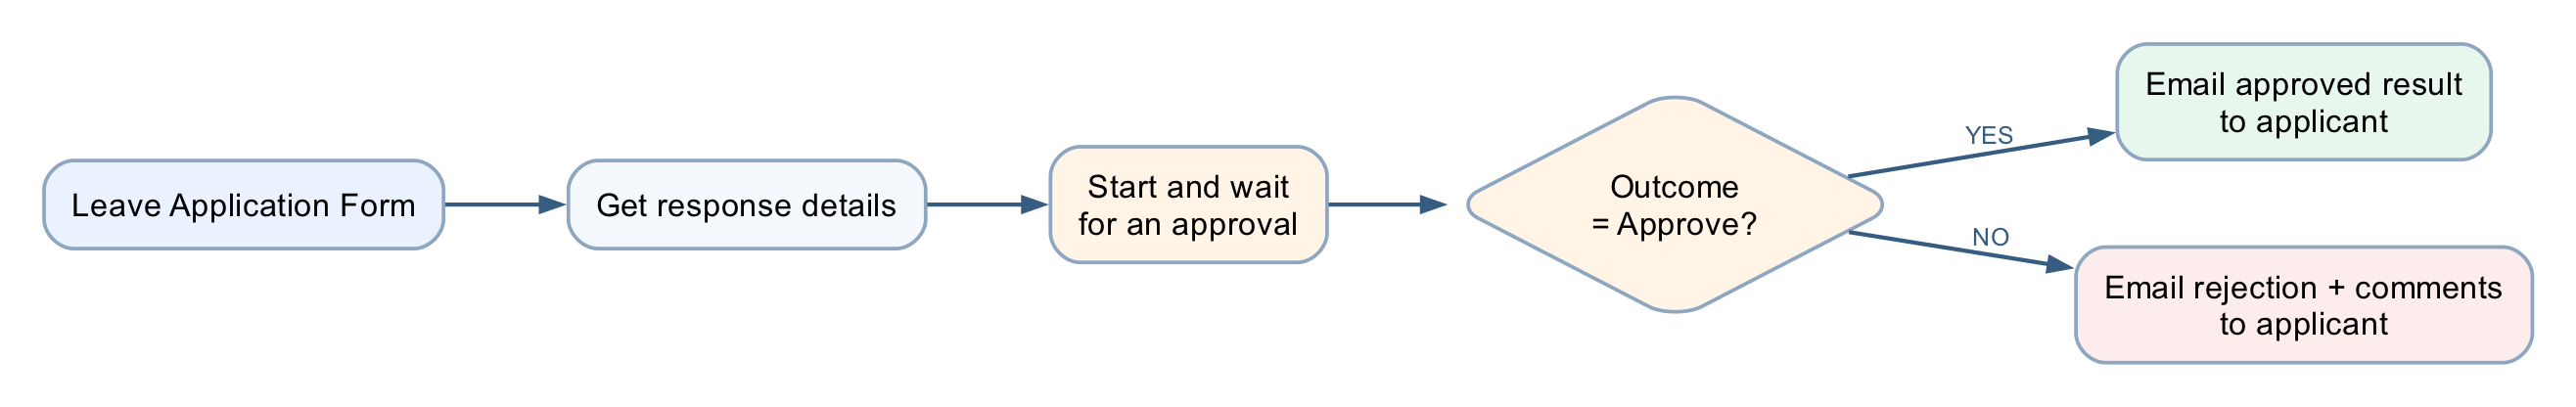 Leave Application Form
Get response details
Start and wait
for an approval
Outcome
= Approve?
YES
Email approved result
to applicant
NO
Email rejection + comments
to applicant